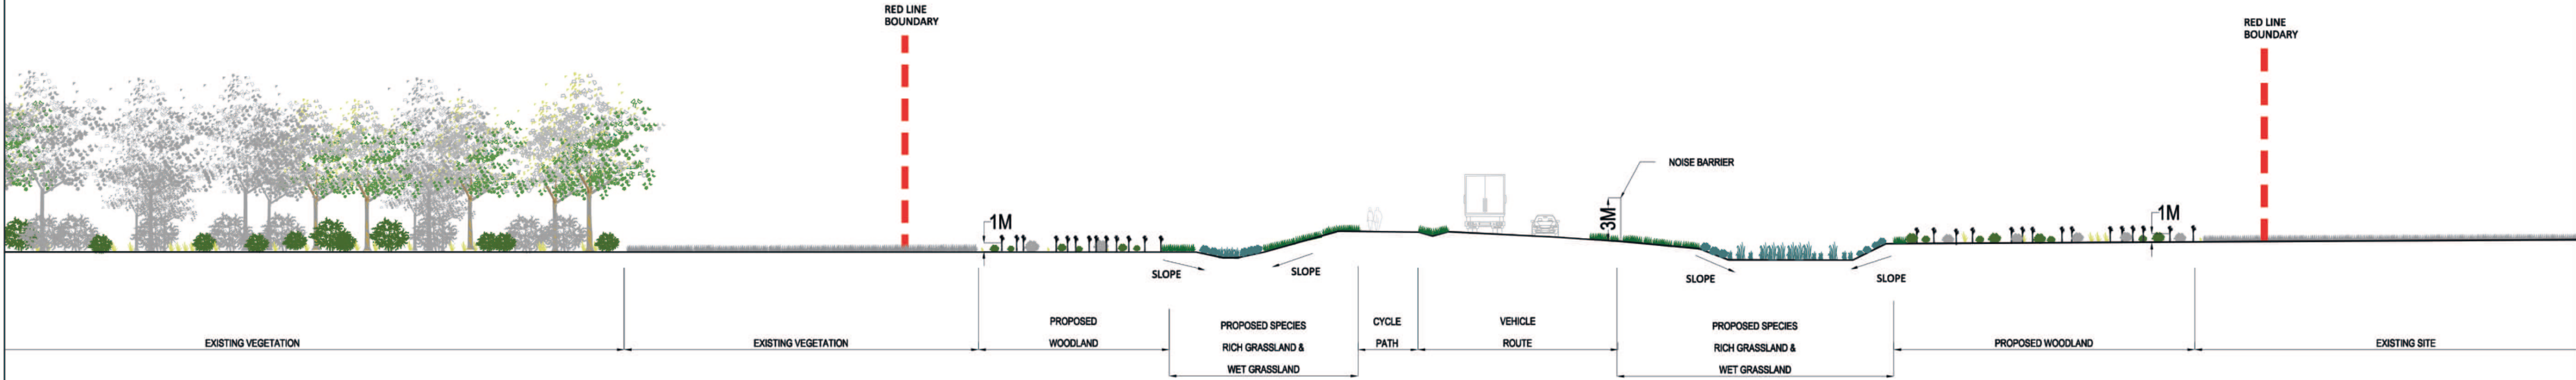 RED LINE
BOUNDARY
RED LINE
BOUNDARY
NOISE BARRIER
1M
3M
1M
SLOPE
SLOPE
SLOPE
SLOPE
EXISTING VEGETATION
EXISTING VEGETATION
PROPOSED
WOODLAND
PROPOSED SPECIES
RICH GRASSLAND &
WET GRASSLAND
CYCLE
PATH
VEHICLE
ROUTE
PROPOSED SPECIES
RICH GRASSLAND &
WET GRASSLAND
PROPOSED WOODLAND
EXISTING SITE